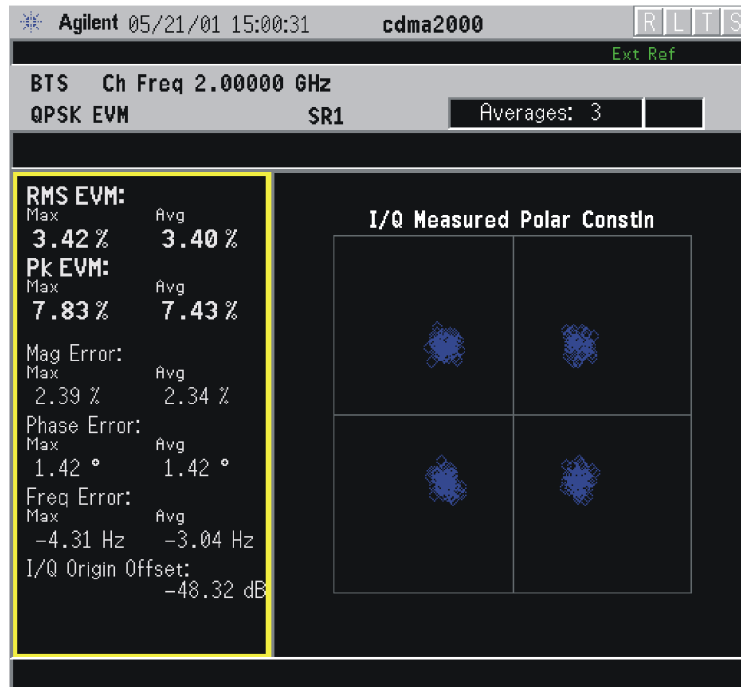 Agilent 05/21/01 15:00:31 cdma2000 R L T S
Ext Ref
BTS Ch Freq 2.00000 GHz
QPSK EVM SR1 Averages: 3
RMS EVM:
Max Avg
3.42 % 3.40 %
Pk EVM:
Max Avg
7.83 % 7.43 %
Mag Error:
Max Avg
2.39 % 2.34 %
Phase Error:
Max Avg
1.42 ° 1.42 °
Freq Error:
Max Avg
-4.31 Hz -3.04 Hz
I/Q Origin Offset:
-48.32 dB
I/Q Measured Polar Constln